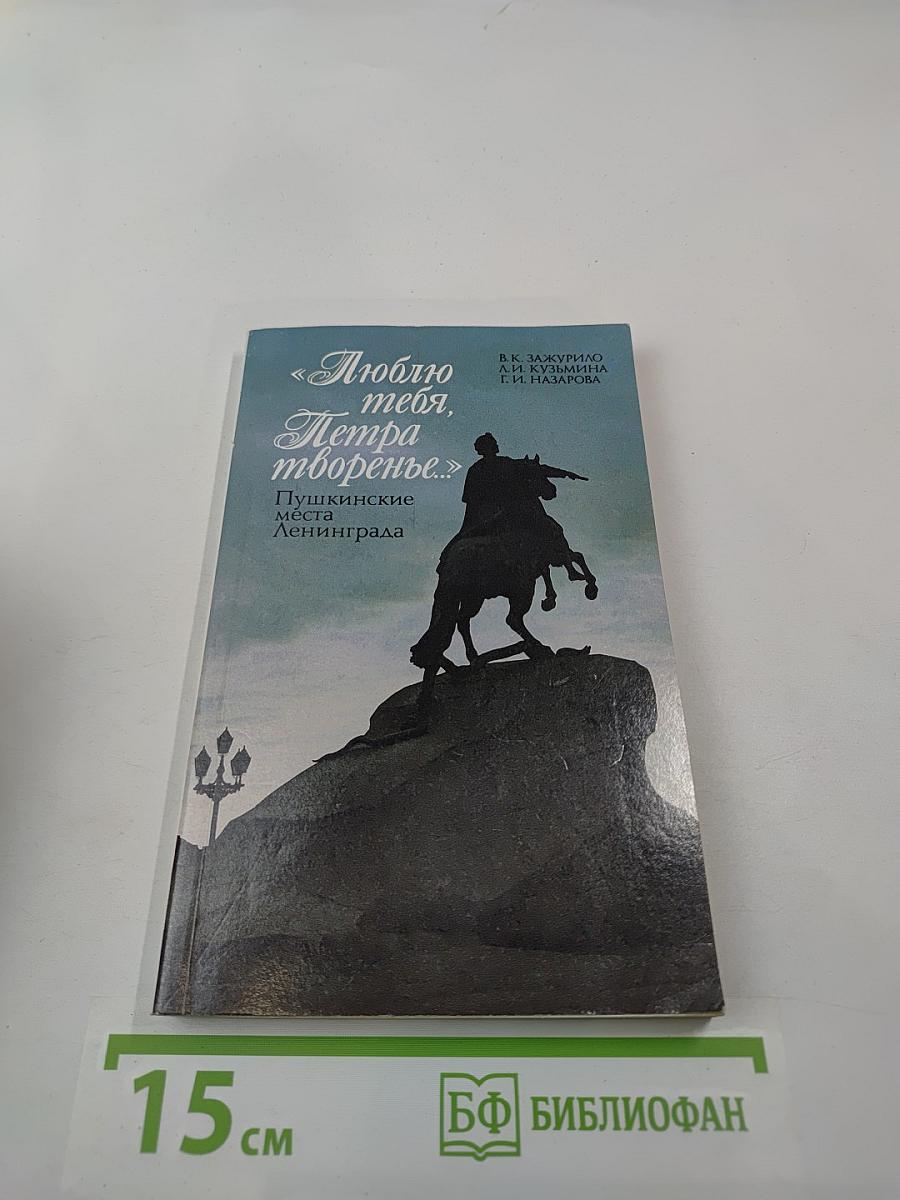 «Люблю
тебя,
Петра
творенье...»
Пушкинские
места
Ленинграда
В. К. ЗАЖУРИЛО
Л. И. КУЗЬМИНА
Г. И. НАЗАРОВА
15 см
БФ БИБЛИОФАН